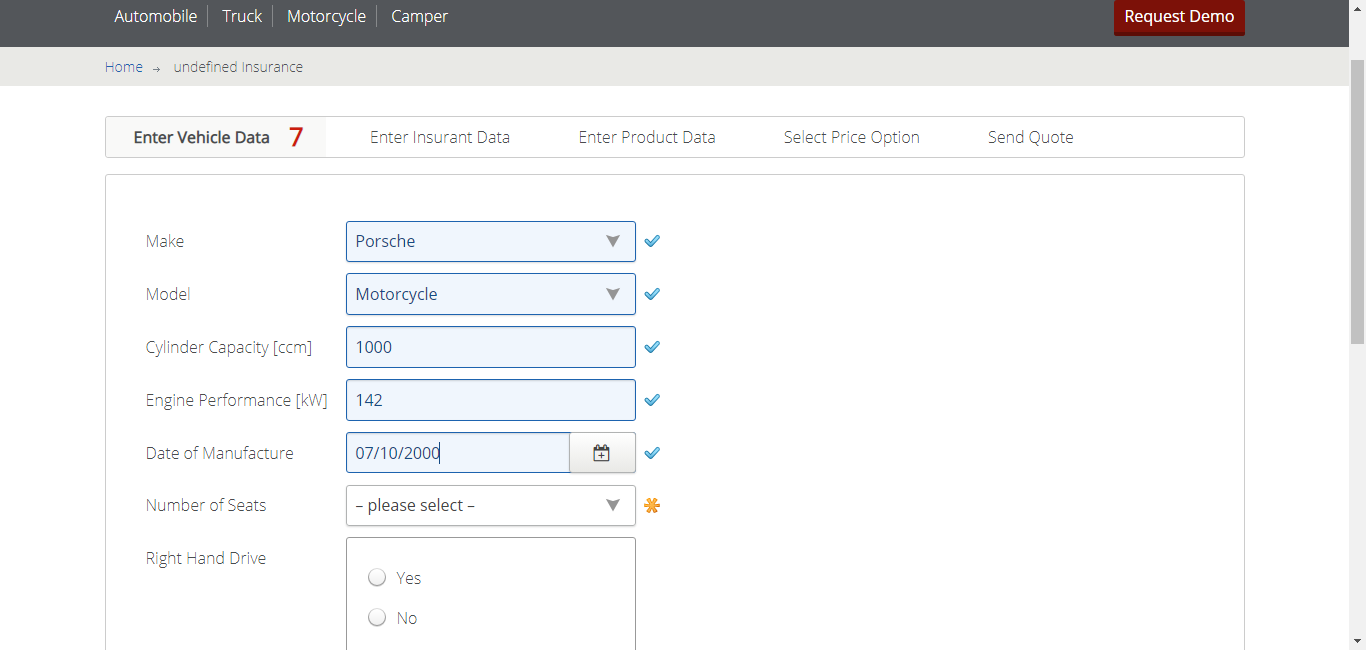 Automobile Truck Motorcycle Camper Request Demo
Home → undefined Insurance
Enter Vehicle Data 7 Enter Insurant Data Enter Product Data Select Price Option Send Quote
Make Porsche
Model Motorcycle
Cylinder Capacity [ccm] 1000
Engine Performance [kW] 142
Date of Manufacture 07/10/2000
Number of Seats – please select –
Right Hand Drive
Yes
No